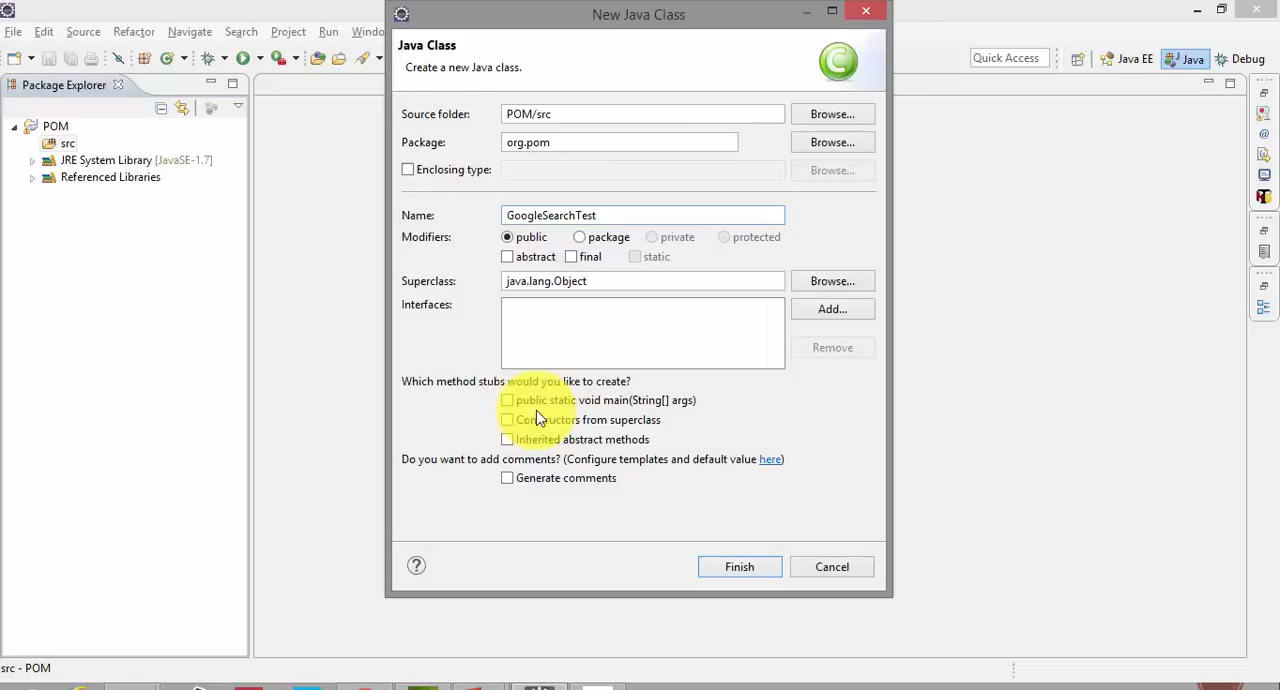 New Java Class
File Edit Source Refactor Navigate Search Project Run Windo
Quick Access Java EE Java Debug
Package Explorer
POM
src
JRE System Library [JavaSE-1.7]
Referenced Libraries
Java Class
Create a new Java class.
Source folder: POM/src Browse...
Package: org.pom Browse...
Enclosing type: Browse...
Name: GoogleSearchTest
Modifiers: public package private protected
abstract final static
Superclass: java.lang.Object Browse...
Interfaces: Add...
Remove
Which method stubs would you like to create?
public static void main(String[] args)
Constructors from superclass
Inherited abstract methods
Do you want to add comments? (Configure templates and default value here)
Generate comments
Finish Cancel
src - POM